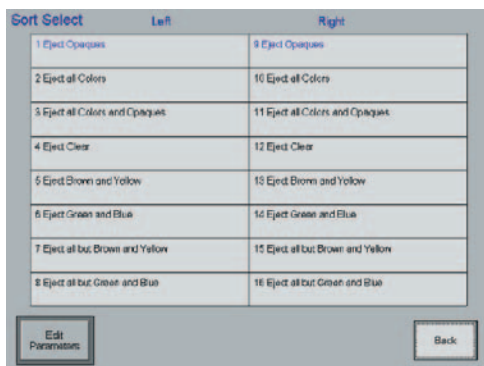 Sort Select Left Right
1 Eject Opaques 9 Eject Opaques
2 Eject all Colors 10 Eject all Colors
3 Eject all Colors and Opaques 11 Eject all Colors and Opaques
4 Eject Clear 12 Eject Clear
5 Eject Brown and Yellow 13 Eject Brown and Yellow
6 Eject Green and Blue 14 Eject Green and Blue
7 Eject all but Brown and Yellow 15 Eject all but Brown and Yellow
8 Eject all but Green and Blue 16 Eject all but Green and Blue
Edit
Parameters
Back